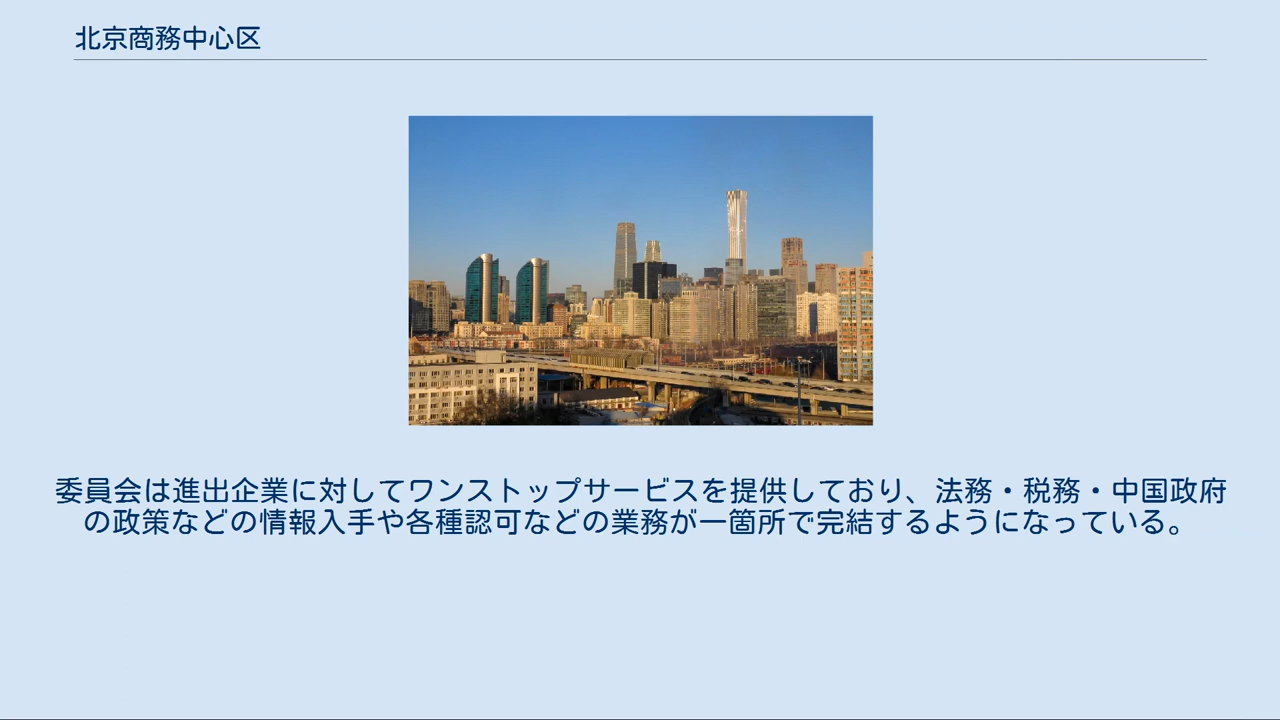 北京商務中心区
委員会は進出企業に対してワンストップサービスを提供しており、法務・税務・中国政府
の政策などの情報入手や各種認可などの業務が一箇所で完結するようになっている。